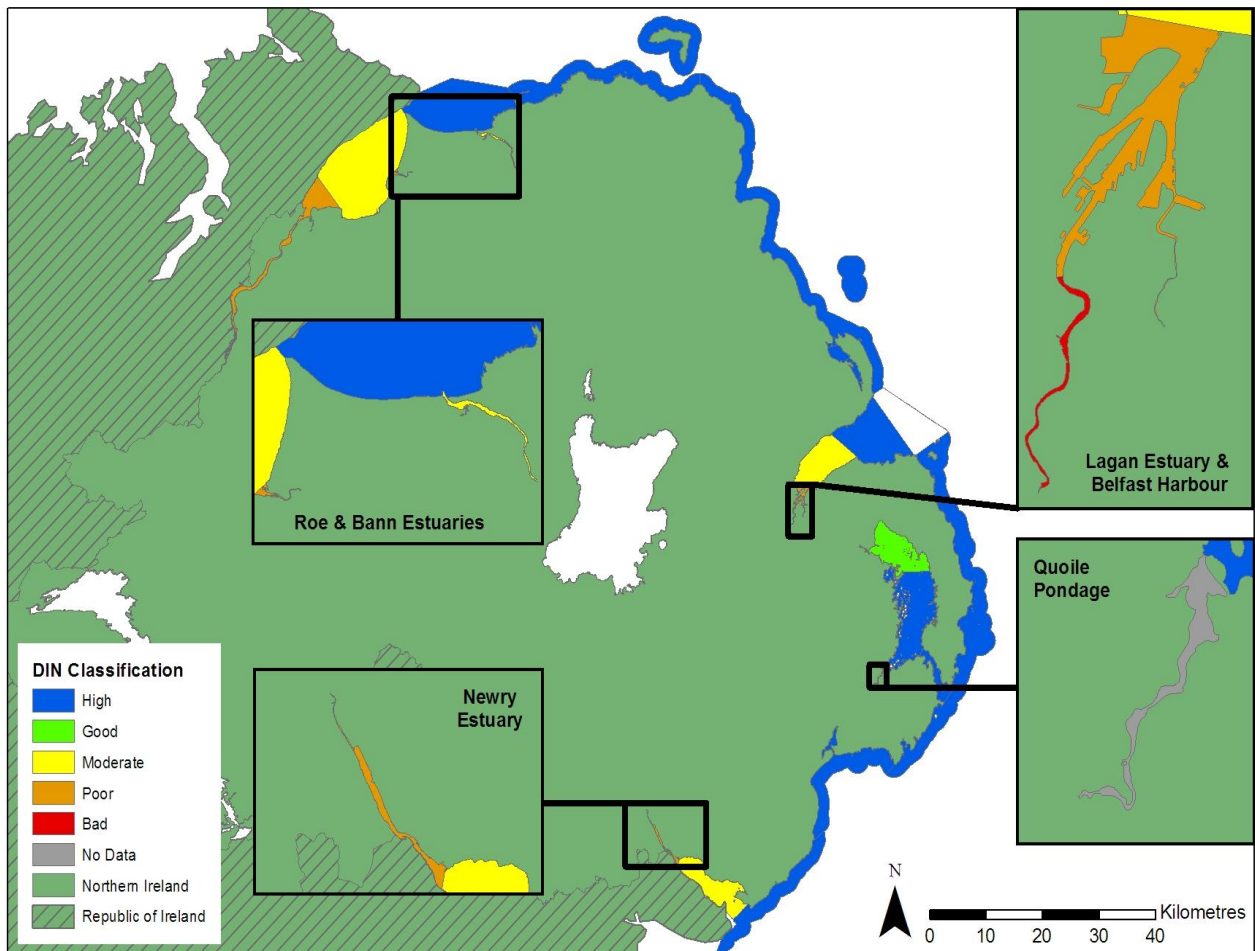 Roe & Bann Estuaries
Lagan Estuary &
Belfast Harbour
Quoile
Pondage
Newry
Estuary
DIN Classification
High
Good
Moderate
Poor
Bad
No Data
Northern Ireland
Republic of Ireland
N
Kilometres
0 10 20 30 40